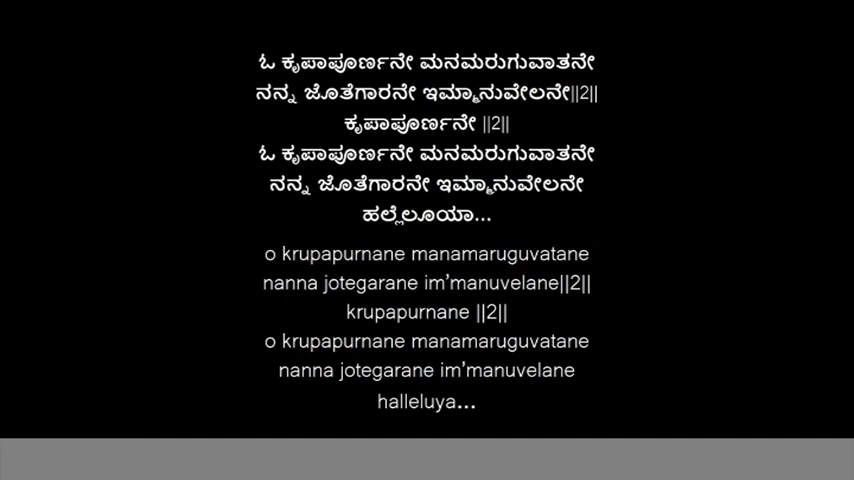 ಓ ಕೃಪಾಪೂರ್ಣನೇ ಮನಮರುಗುವಾತನೇ
ನನ್ನ ಜೊತೆಗಾರನೇ ಇಮ್ಮಾನುವೇಲನೇ||2||
ಕೃಪಾಪೂರ್ಣನೇ ||2||
ಓ ಕೃಪಾಪೂರ್ಣನೇ ಮನಮರುಗುವಾತನೇ
ನನ್ನ ಜೊತೆಗಾರನೇ ಇಮ್ಮಾನುವೇಲನೇ
ಹಲ್ಲೆಲೂಯಾ...
o krupapurnane manamaruguvatane
nanna jotegarane im'manuvelane||2||
krupapurnane ||2||
o krupapurnane manamaruguvatane
nanna jotegarane im'manuvelane
halleluya...